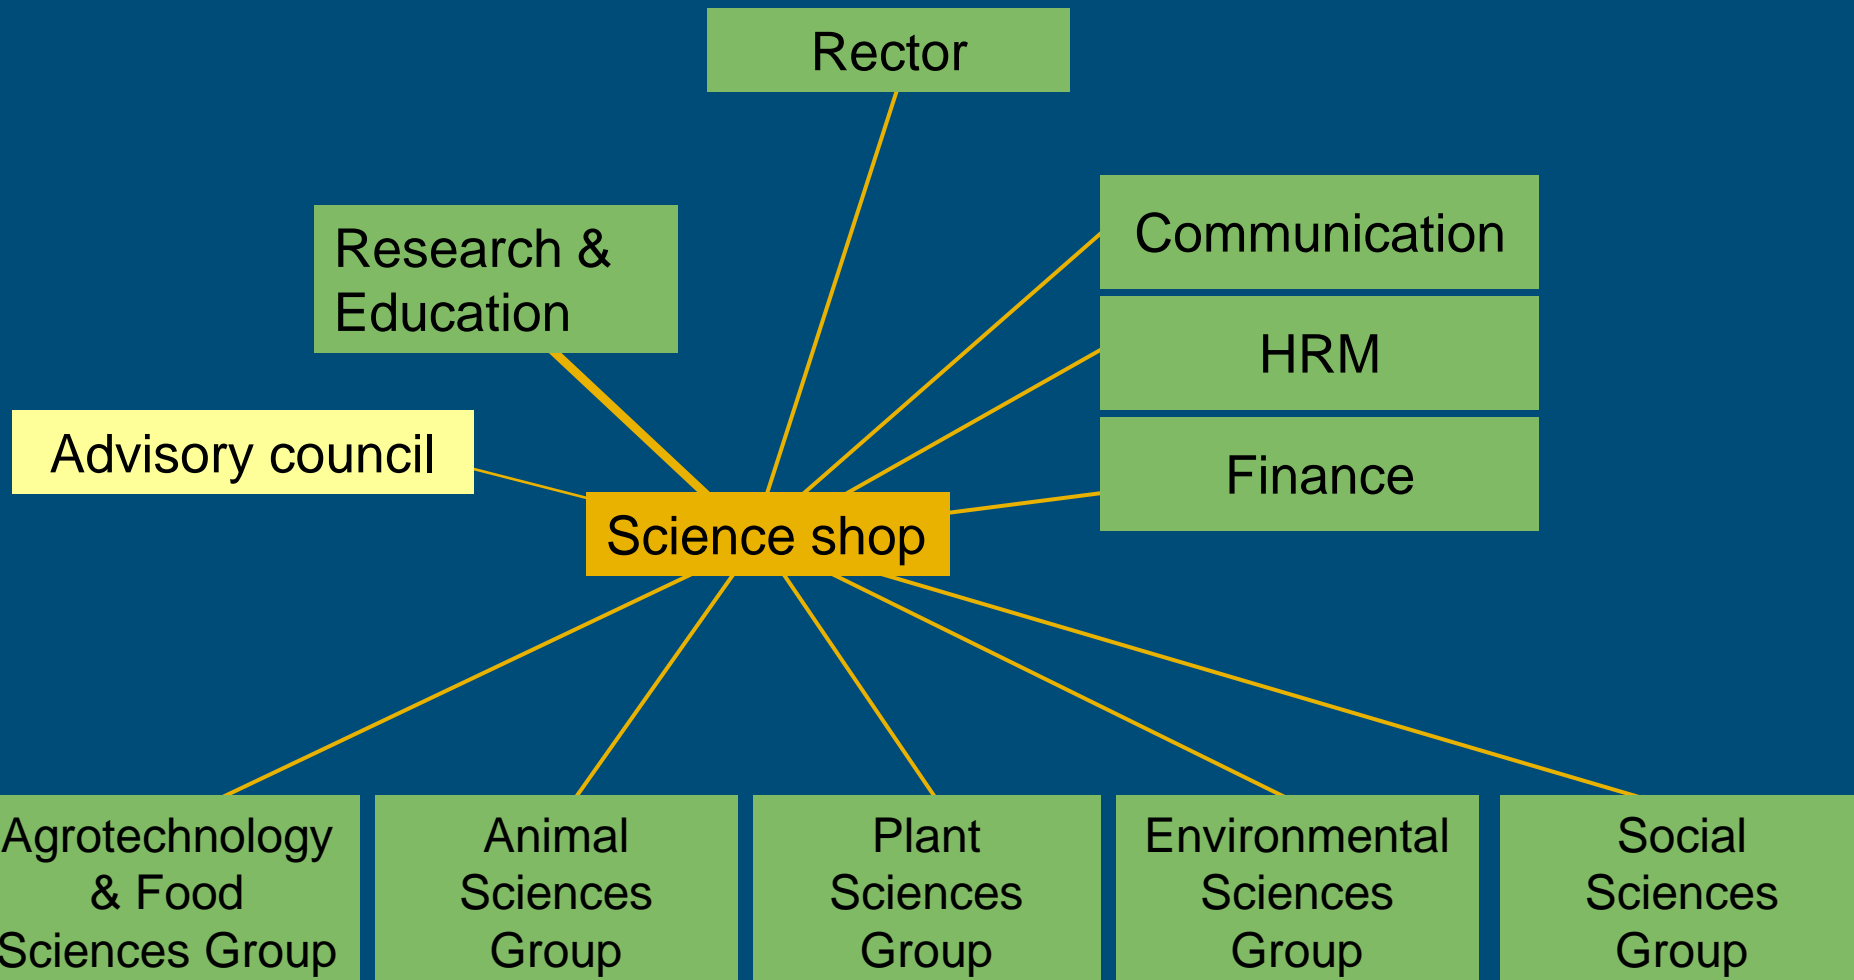 Rector
Research &
Education
Communication
HRM
Finance
Advisory council
Science shop
Agrotechnology
& Food
Sciences Group
Animal
Sciences
Group
Plant
Sciences
Group
Environmental
Sciences
Group
Social
Sciences
Group